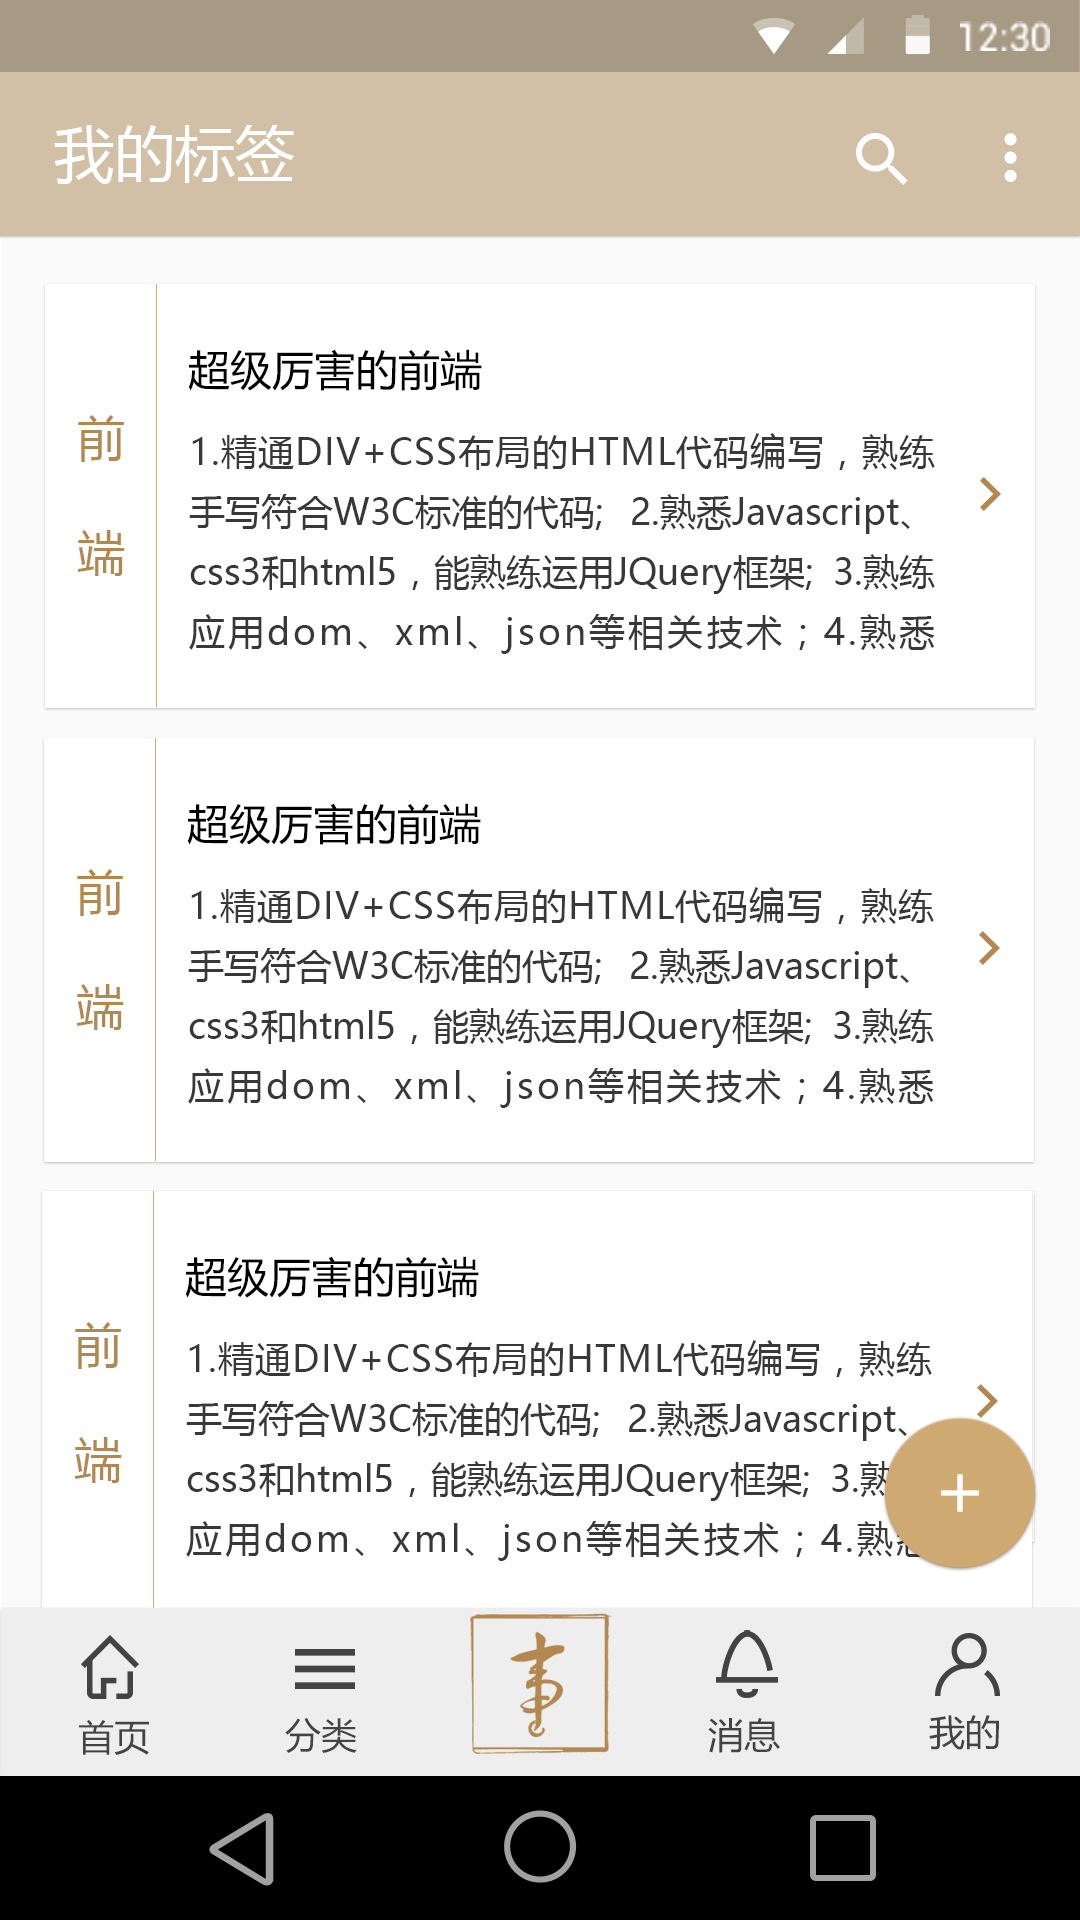 12:30
我的标签
前端
超级厉害的前端
1.精通DIV+CSS布局的HTML代码编写，熟练
手写符合W3C标准的代码; 2.熟悉Javascript、
css3和html5，能熟练运用JQuery框架; 3.熟练
应用dom、xml、json等相关技术；4.熟悉
前端
超级厉害的前端
1.精通DIV+CSS布局的HTML代码编写，熟练
手写符合W3C标准的代码; 2.熟悉Javascript、
css3和html5，能熟练运用JQuery框架; 3.熟练
应用dom、xml、json等相关技术；4.熟悉
前端
超级厉害的前端
1.精通DIV+CSS布局的HTML代码编写，熟练
手写符合W3C标准的代码; 2.熟悉Javascript、
css3和html5，能熟练运用JQuery框架; 3.熟
应用dom、xml、json等相关技术；4.熟悉
首页
分类
事
消息
我的